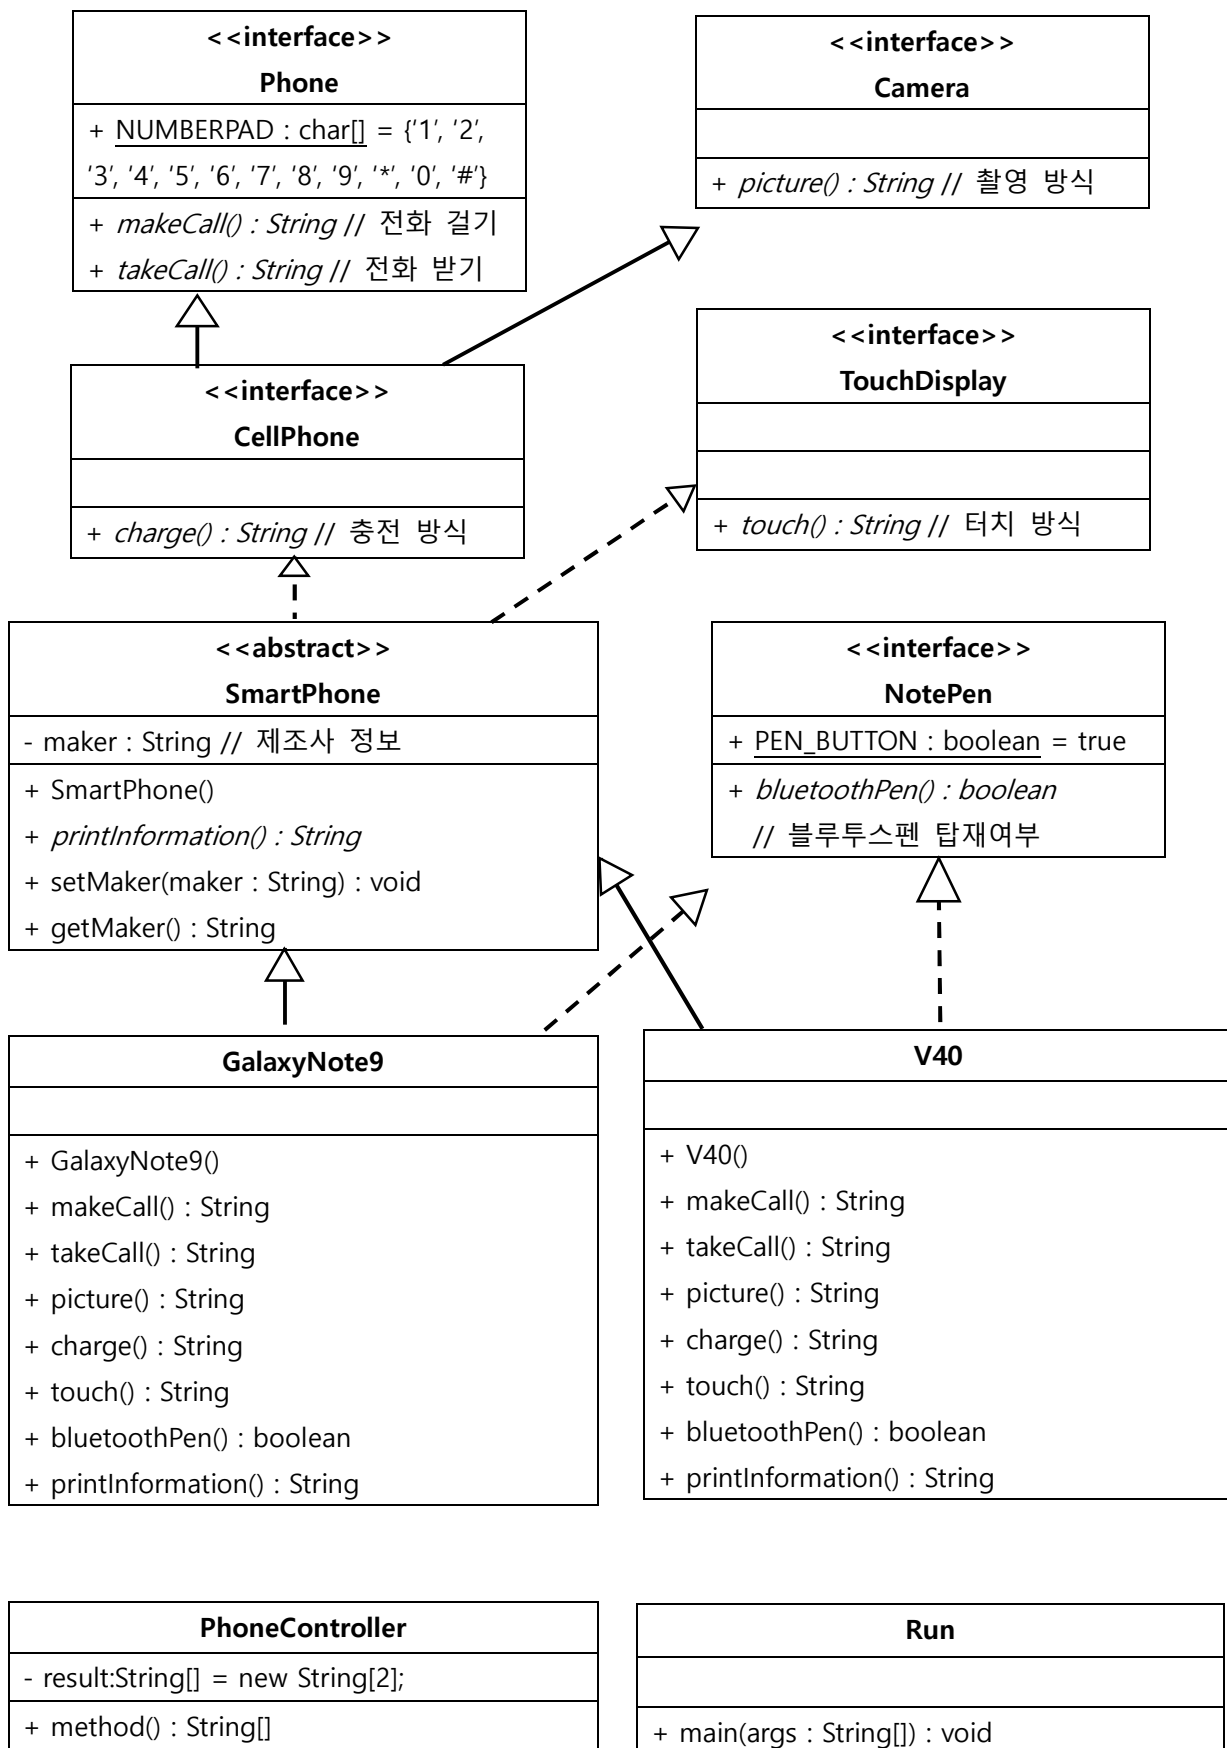 <<interface>>
Phone
+ NUMBERPAD : char[] = {‘1’, ‘2’,
‘3’, ‘4’, ‘5’, ‘6’, ‘7’, ‘8’, ‘9’, ‘*’, ‘0’, ‘#’}
+ makeCall() : String // 전화 걸기
+ takeCall() : String // 전화 받기
<<interface>>
Camera
+ picture() : String // 촬영 방식
<<interface>>
CellPhone
+ charge() : String // 충전 방식
<<interface>>
TouchDisplay
+ touch() : String // 터치 방식
<<abstract>>
SmartPhone
- maker : String // 제조사 정보
+ SmartPhone()
+ printInformation() : String
+ setMaker(maker : String) : void
+ getMaker() : String
<<interface>>
NotePen
+ PEN_BUTTON : boolean = true
+ bluetoothPen() : boolean
// 블루투스펜 탑재여부
GalaxyNote9
+ GalaxyNote9()
+ makeCall() : String
+ takeCall() : String
+ picture() : String
+ charge() : String
+ touch() : String
+ bluetoothPen() : boolean
+ printInformation() : String
V40
+ V40()
+ makeCall() : String
+ takeCall() : String
+ picture() : String
+ charge() : String
+ touch() : String
+ bluetoothPen() : boolean
+ printInformation() : String
PhoneController
- result:String[] = new String[2];
+ method() : String[]
Run
+ main(args : String[]) : void